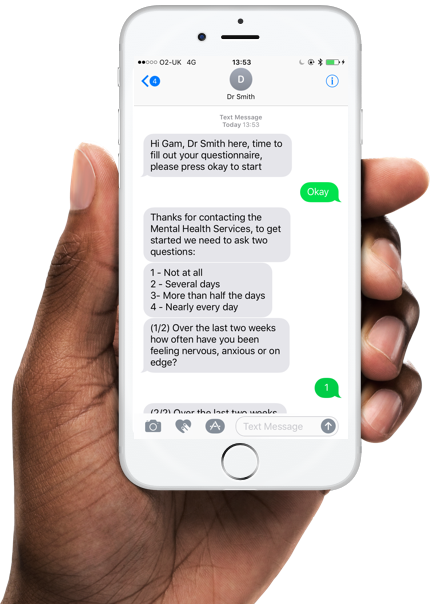 O2-UK 4G 13:53
4 D
Dr Smith
Text Message
Today 13:53
Hi Gam, Dr Smith here, time to
fill out your questionnaire,
please press okay to start
Okay
Thanks for contacting the
Mental Health Services, to get
started we need to ask two
questions:
1 - Not at all
2 - Several days
3- More than half the days
4 - Nearly every day
(1/2) Over the last two weeks
how often have you been
feeling nervous, anxious or on
edge?
1
(2/2) Over the last two weeks
Text Message